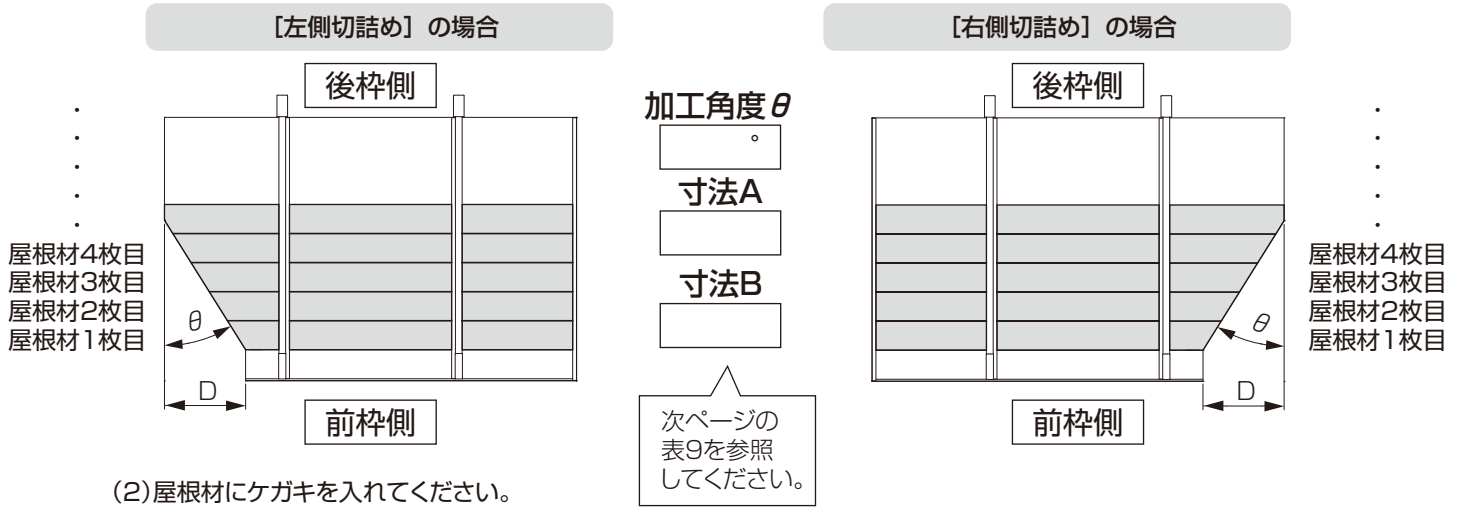 ［左側切詰め］の場合
後枠側
・
・
・
・
・
屋根材4枚目
屋根材3枚目
屋根材2枚目
屋根材1枚目
θ
D
前枠側
加工角度θ
°
寸法A
寸法B
次ページの
表9を参照
してください。
［右側切詰め］の場合
後枠側
・
・
・
・
・
屋根材4枚目
屋根材3枚目
屋根材2枚目
屋根材1枚目
θ
D
前枠側
(2)屋根材にケガキを入れてください。